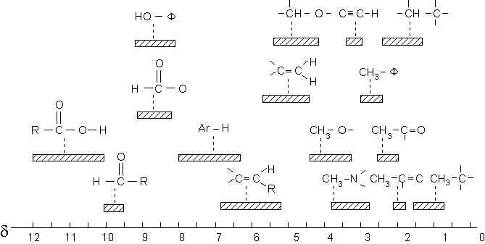 HO – Φ
–CH– O– C≡C–H –CH–C–
O
H–C–O
C=C H
H
CH₃– Φ
O
R–C–O–H
Ar–H
CH₃–O–
CH₃–C=O
O
H–C–R
C=C H
R
CH₃–N
CH₃–C=C
CH₃–C–
δ
12 11 10 9 8 7 6 5 4 3 2 1 0